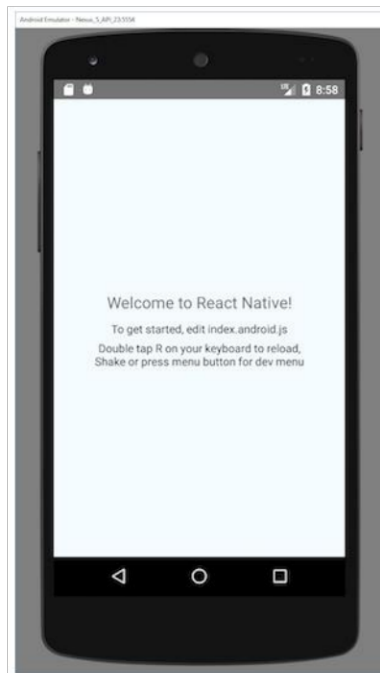 Android Emulator - Nexus_5_API_23:5554
LTE 8:58
Welcome to React Native!
To get started, edit index.android.js
Double tap R on your keyboard to reload,
Shake or press menu button for dev menu